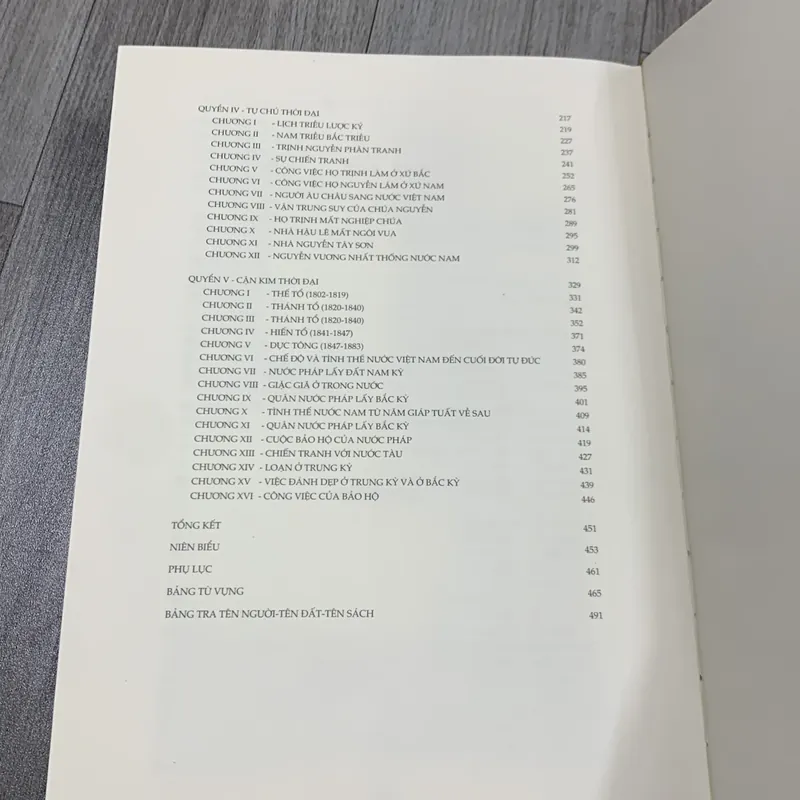 QUYỂN IV - TỰ CHỦ THỜI ĐẠI 217
CHƯƠNG I - LỊCH TRIỀU LƯỢC KỶ 219
CHƯƠNG II - NAM TRIỀU BẮC TRIỀU 227
CHƯƠNG III - TRỊNH NGUYỄN PHÂN TRANH 237
CHƯƠNG IV - SỰ CHIẾN TRANH 241
CHƯƠNG V - CÔNG VIỆC HỌ TRỊNH LÀM Ở XỨ BẮC 252
CHƯƠNG VI - CÔNG VIỆC HỌ NGUYỄN LÀM Ở XỨ NAM 265
CHƯƠNG VII - NGƯỜI ÂU CHÂU SANG NƯỚC VIỆT NAM 276
CHƯƠNG VIII - VẬN TRUNG SUY CỦA CHÚA NGUYỄN 281
CHƯƠNG IX - HỌ TRỊNH MẤT NGHIỆP CHÚA 289
CHƯƠNG X - NHÀ HẬU LÊ MẤT NGÔI VUA 295
CHƯƠNG XI - NHÀ NGUYỄN TÂY SƠN 299
CHƯƠNG XII - NGUYỄN VƯƠNG NHẤT THỐNG NƯỚC NAM 312
QUYỂN V - CẬN KIM THỜI ĐẠI 329
CHƯƠNG I - THẾ TỔ (1802-1819) 331
CHƯƠNG II - THÁNH TỔ (1820-1840) 342
CHƯƠNG III - THÁNH TỔ (1820-1840) 352
CHƯƠNG IV - HIẾN TỔ (1841-1847) 371
CHƯƠNG V - DỰC TÔNG (1847-1883) 374
CHƯƠNG VI - CHẾ ĐỘ VÀ TÌNH THẾ NƯỚC VIỆT NAM ĐẾN CUỐI ĐỜI TỰ ĐỨC 380
CHƯƠNG VII - NƯỚC PHÁP LẤY ĐẤT NAM KỲ 385
CHƯƠNG VIII - GIẶC GIÃ Ở TRONG NƯỚC 395
CHƯƠNG IX - QUÂN NƯỚC PHÁP LẤY BẮC KỲ 401
CHƯƠNG X - TÌNH THẾ NƯỚC NAM TỪ NĂM GIÁP TUẤT VỀ SAU 409
CHƯƠNG XI - QUÂN NƯỚC PHÁP LẤY BẮC KỲ 414
CHƯƠNG XII - CUỘC BẢO HỘ CỦA NƯỚC PHÁP 419
CHƯƠNG XIII - CHIẾN TRANH VỚI NƯỚC TÀU 427
CHƯƠNG XIV - LOẠN Ở TRUNG KỲ 431
CHƯƠNG XV - VIỆC ĐÁNH DẸP Ở TRUNG KỲ VÀ Ở BẮC KỲ 439
CHƯƠNG XVI - CÔNG VIỆC CỦA BẢO HỘ 446
TỔNG KẾT 451
NIÊN BIỂU 453
PHỤ LỤC 461
BẢNG TỪ VỰNG 465
BẢNG TRA TÊN NGƯỜI-TÊN ĐẤT-TÊN SÁCH 491